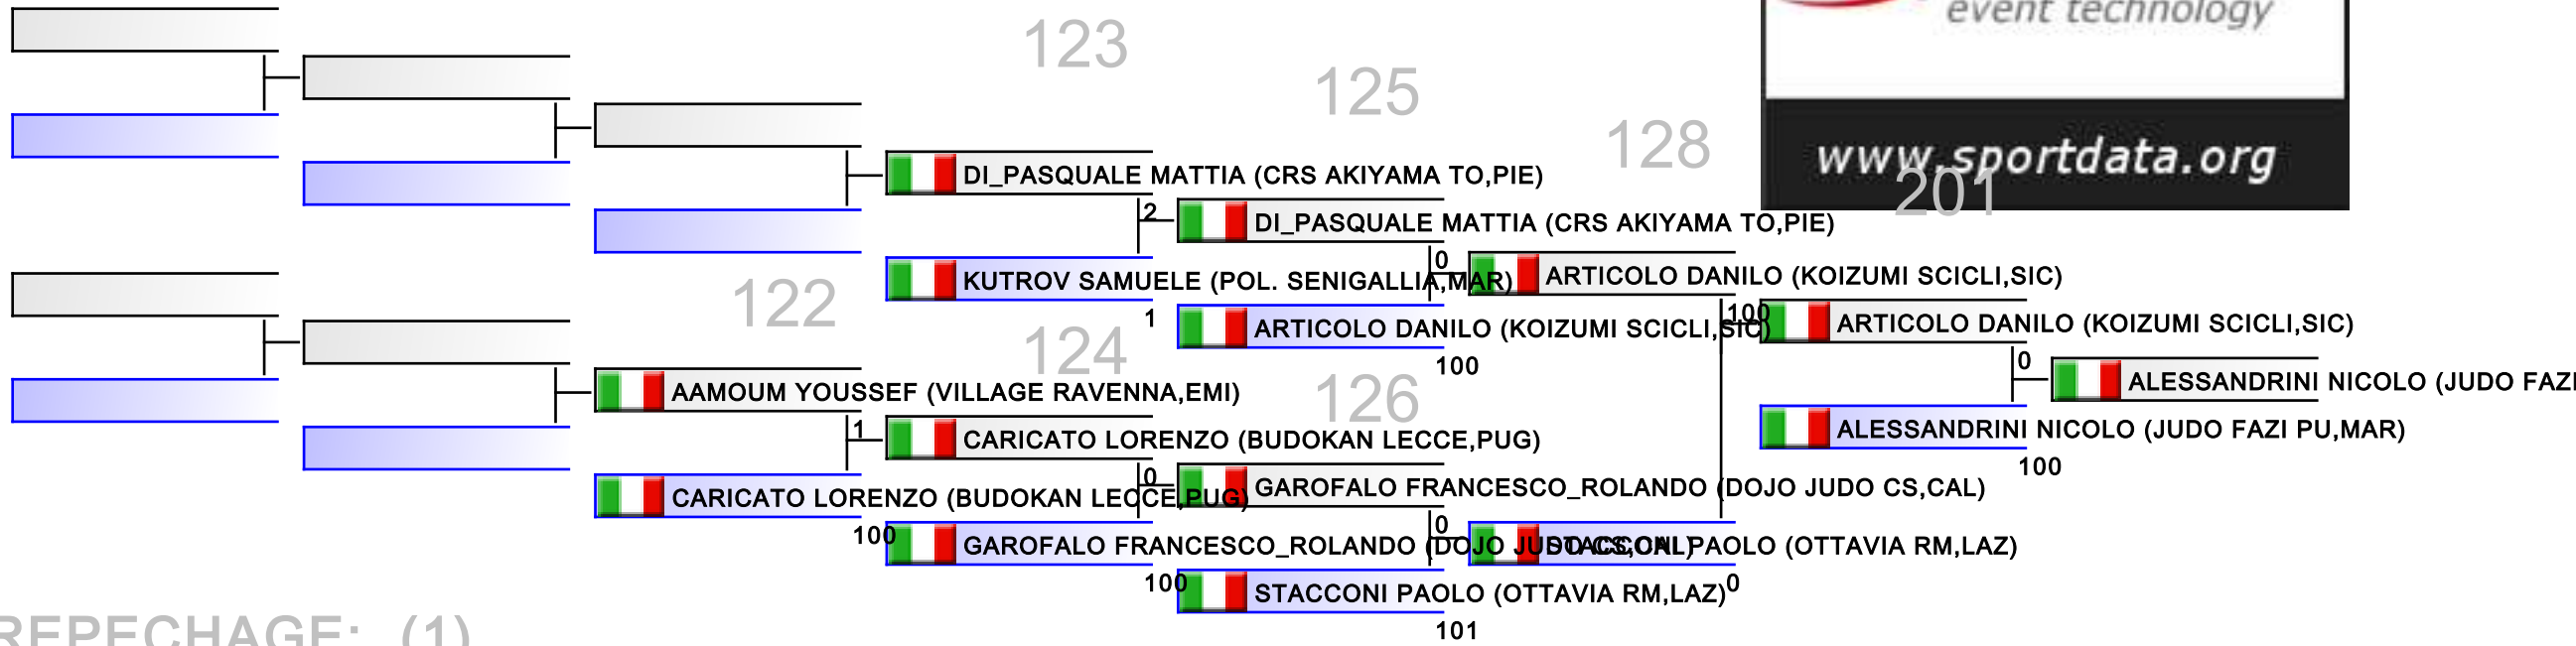 event technology
www.sportdata.org
123
125
128
201
DI_PASQUALE MATTIA (CRS AKIYAMA TO,PIE)
2
DI_PASQUALE MATTIA (CRS AKIYAMA TO,PIE)
KUTROV SAMUELE (POL. SENIGALLIA,MAR)
0
ARTICOLO DANILO (KOIZUMI SCICLI,SIC)
122
1
ARTICOLO DANILO (KOIZUMI SCICLI,SIC)
100
ARTICOLO DANILO (KOIZUMI SCICLI,SIC)
124
100
0
126
AAMOUM YOUSSEF (VILLAGE RAVENNA,EMI)
ALESSANDRINI NICOLO (JUDO FAZI
1
CARICATO LORENZO (BUDOKAN LECCE,PUG)
ALESSANDRINI NICOLO (JUDO FAZI PU,MAR)
100
CARICATO LORENZO (BUDOKAN LECCE,PUG)
0
GAROFALO FRANCESCO_ROLANDO (DOJO JUDO CS,CAL)
100
0
GAROFALO FRANCESCO_ROLANDO (DOJO JUDO CS,CAL)
STACCONI PAOLO (OTTAVIA RM,LAZ)
100
STACCONI PAOLO (OTTAVIA RM,LAZ)
0
101
REPECHAGE: (1)